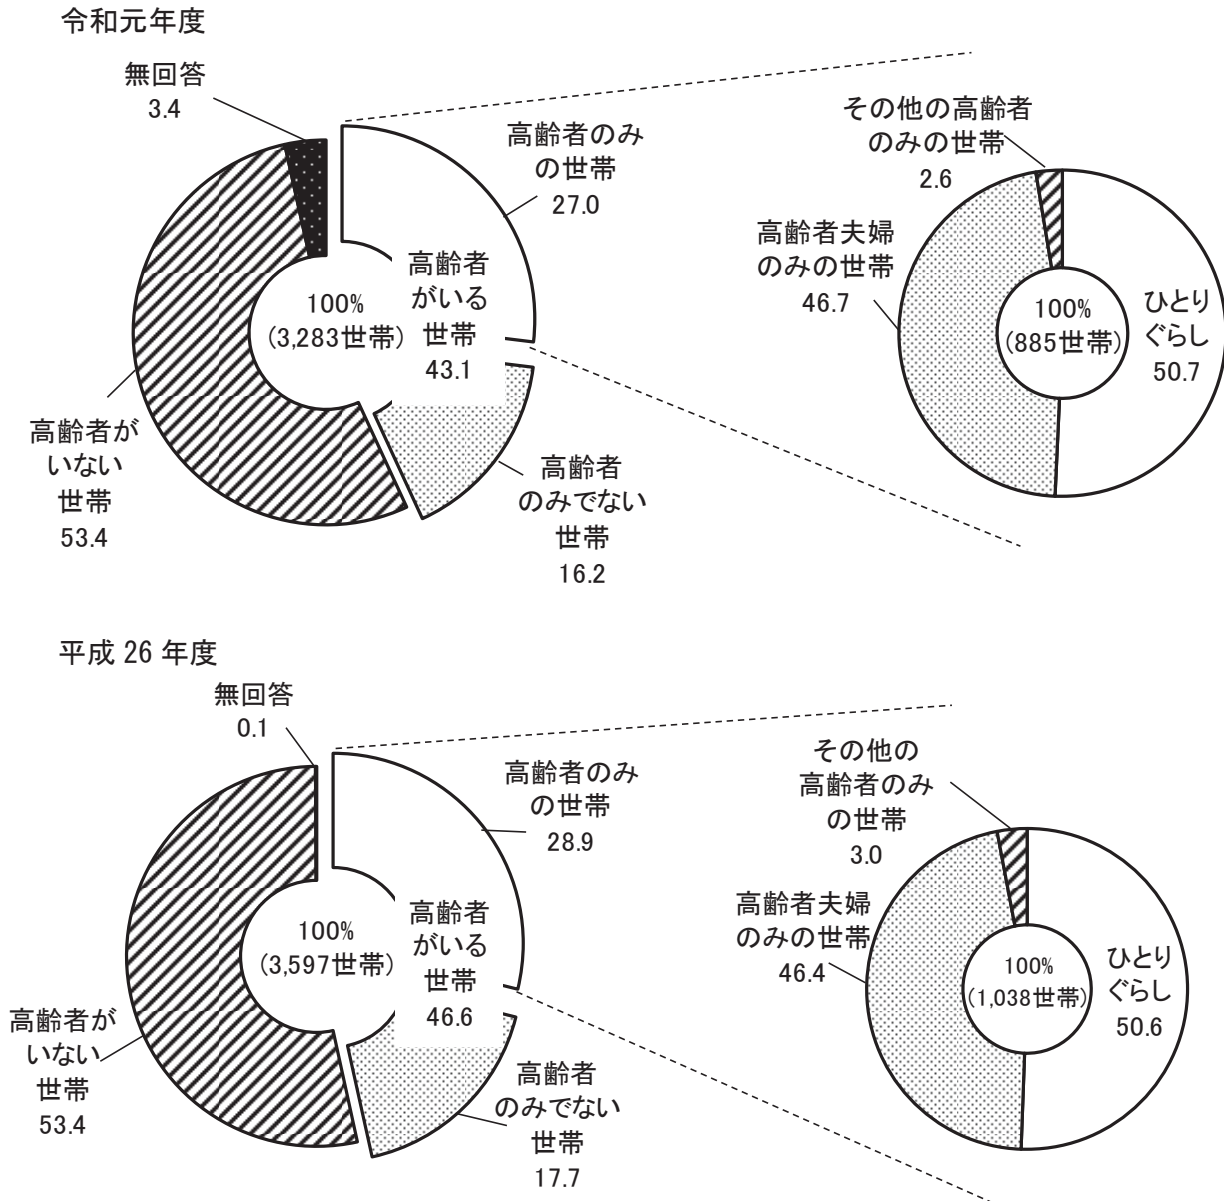 令和元年度
無回答
3.4
高齢者のみ
の世帯
27.0
高齢者
がいる
世帯
43.1
100%
(3,283世帯)
高齢者が
いない
世帯
53.4
高齢者
のみでない
世帯
16.2
その他の高齢者
のみの世帯
2.6
高齢者夫婦
のみの世帯
46.7
100%
(885世帯)
ひとり
ぐらし
50.7
平成 26 年度
無回答
0.1
高齢者のみ
の世帯
28.9
高齢者
がいる
世帯
46.6
100%
(3,597世帯)
高齢者が
いない
世帯
53.4
高齢者
のみでない
世帯
17.7
その他の
高齢者のみ
の世帯
3.0
高齢者夫婦
のみの世帯
46.4
100%
(1,038世帯)
ひとり
ぐらし
50.6